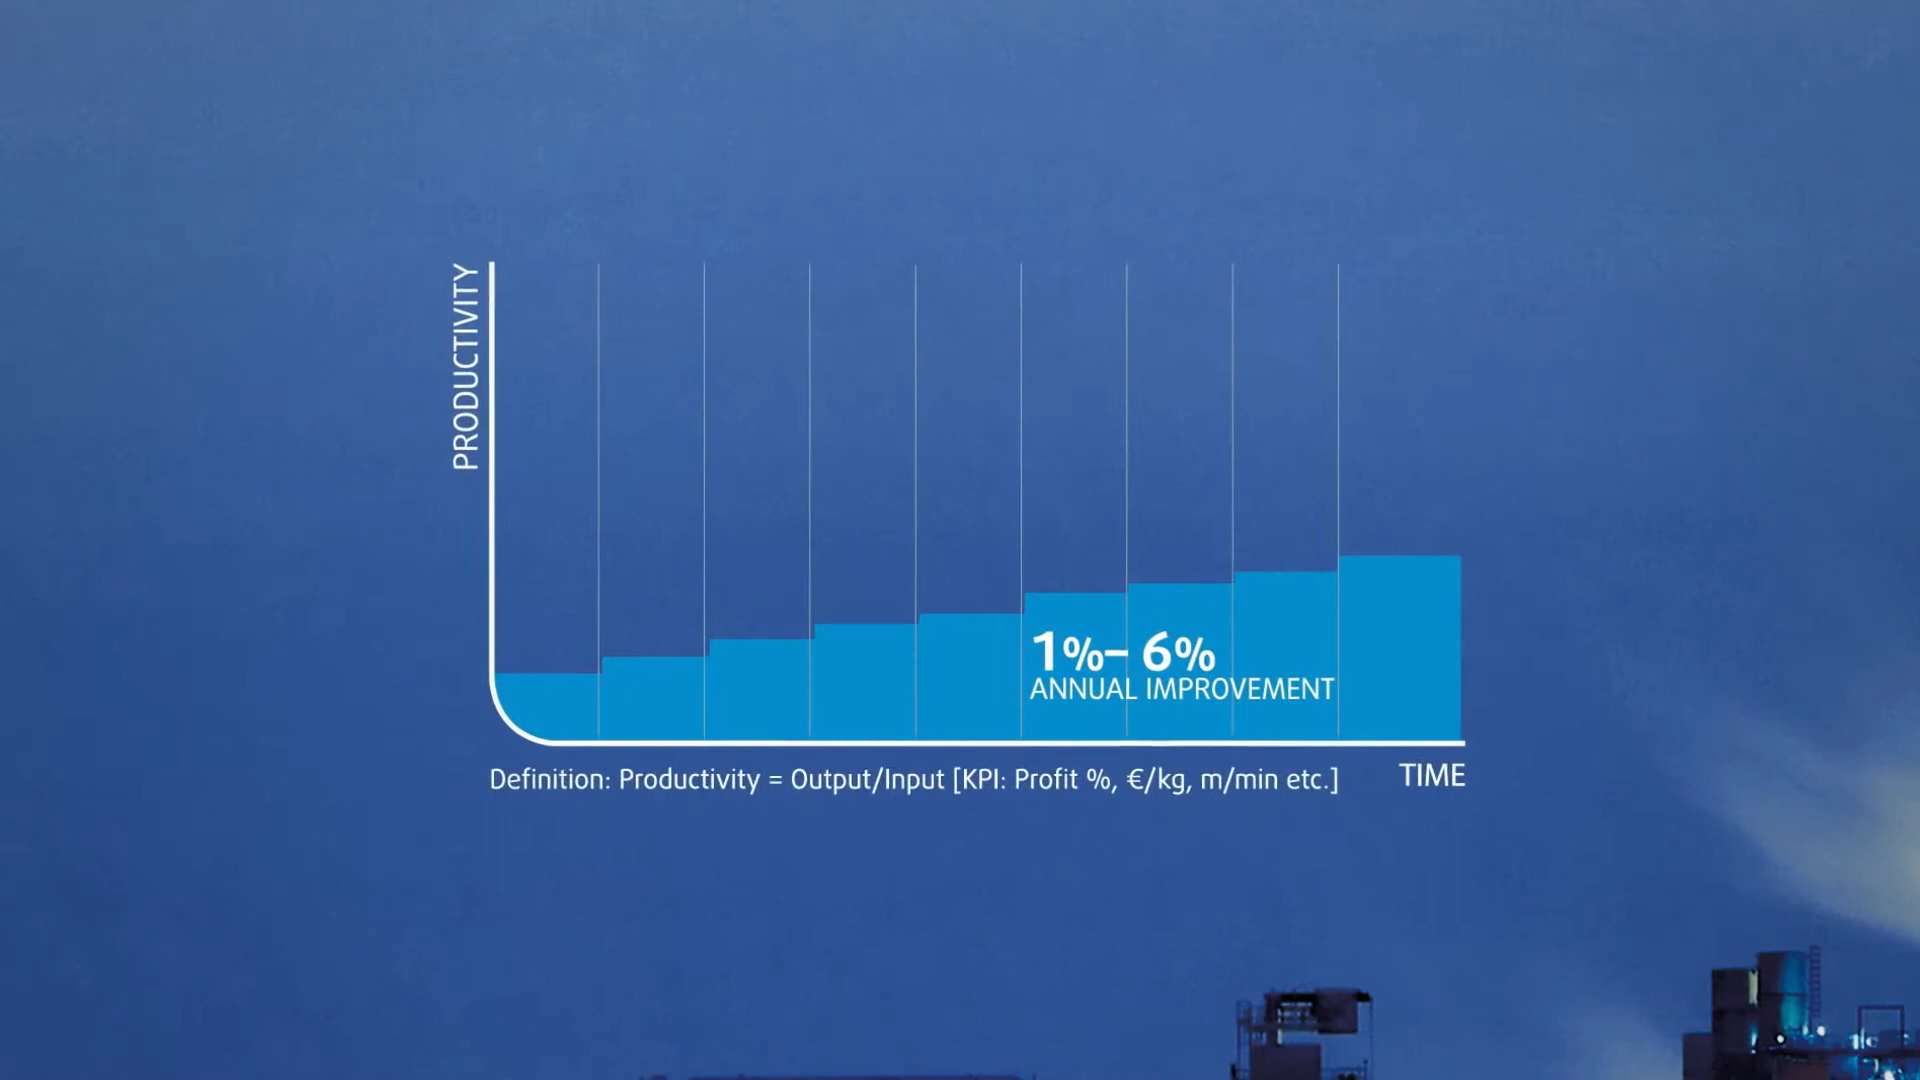 PRODUCTIVITY
1%– 6%
ANNUAL IMPROVEMENT
Definition: Productivity = Output/Input [KPI: Profit %, €/kg, m/min etc.]
TIME